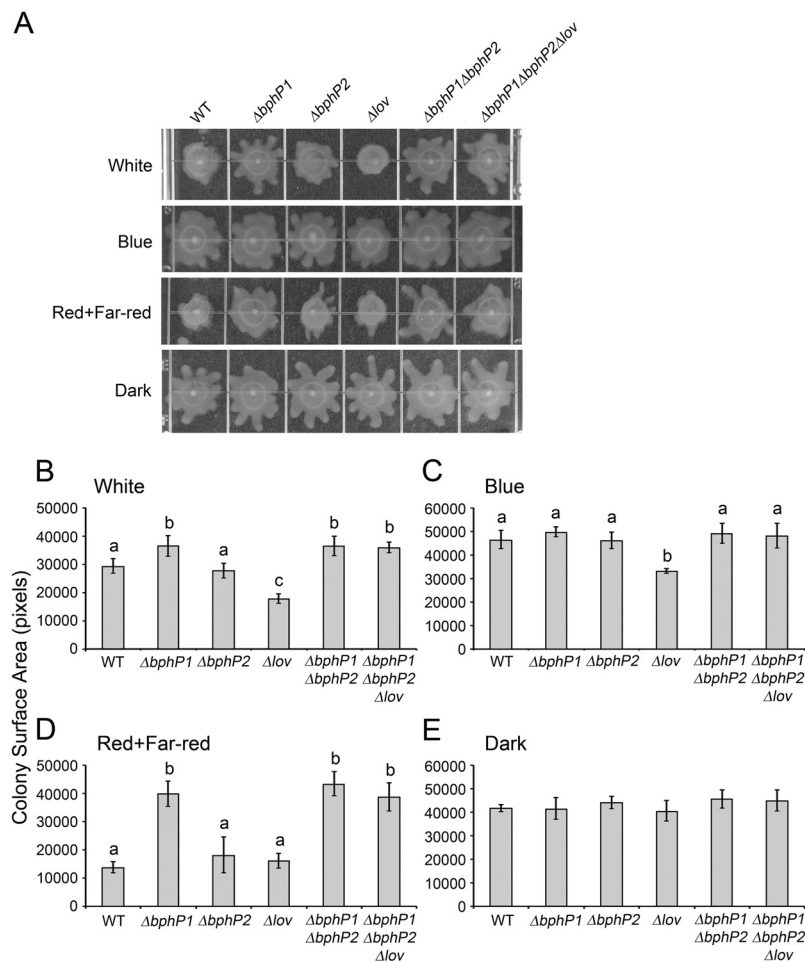 A
WT
ΔbphP1
ΔbphP2
Δlov
ΔbphP1ΔbphP2
ΔbphP1ΔbphP2Δlov
White
Blue
Red+Far-red
Dark
Colony Surface Area (pixels)
B
White
50000
40000
30000
20000
10000
0
a
b
a
c
b
b
WT
ΔbphP1
ΔbphP2
Δlov
ΔbphP1
ΔbphP2
ΔbphP1
ΔbphP2
Δlov
C
Blue
60000
50000
40000
30000
20000
10000
0
a
a
a
b
a
a
WT
ΔbphP1
ΔbphP2
Δlov
ΔbphP1
ΔbphP2
ΔbphP1
ΔbphP2
Δlov
D
Red+Far-red
50000
40000
30000
20000
10000
0
a
b
a
a
b
b
WT
ΔbphP1
ΔbphP2
Δlov
ΔbphP1
ΔbphP2
ΔbphP1
ΔbphP2
Δlov
E
Dark
60000
50000
40000
30000
20000
10000
0
WT
ΔbphP1
ΔbphP2
Δlov
ΔbphP1
ΔbphP2
ΔbphP1
ΔbphP2
Δlov